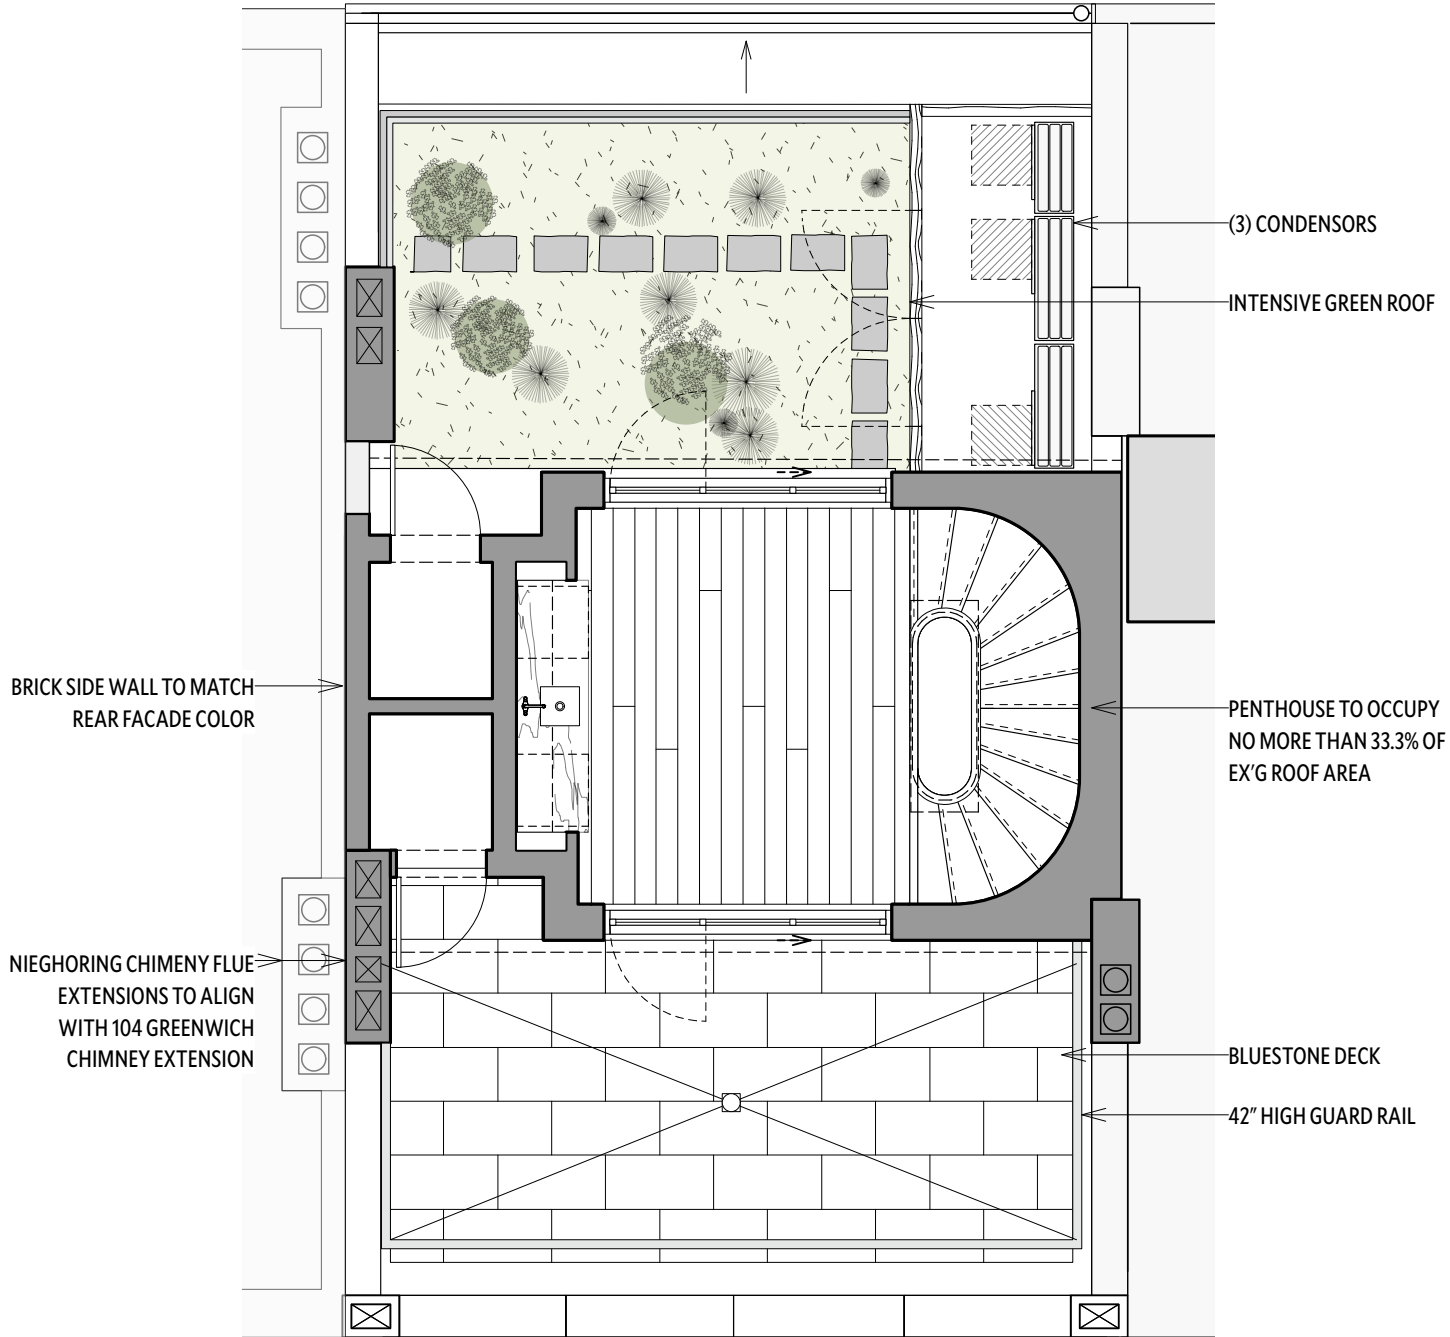 (3) CONDENSORS
INTENSIVE GREEN ROOF
BRICK SIDE WALL TO MATCH
REAR FACADE COLOR
PENTHOUSE TO OCCUPY
NO MORE THAN 33.3% OF
EX'G ROOF AREA
NIEGHORING CHIMENY FLUE
EXTENSIONS TO ALIGN
WITH 104 GREENWICH
CHIMNEY EXTENSION
BLUESTONE DECK
42" HIGH GUARD RAIL